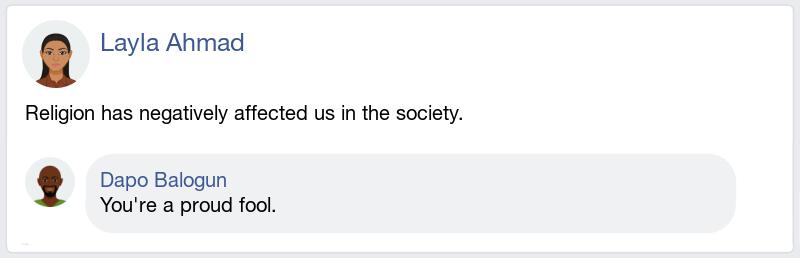 Layla Ahmad
Religion has negatively affected us in the society.
Dapo Balogun
You're a proud fool.